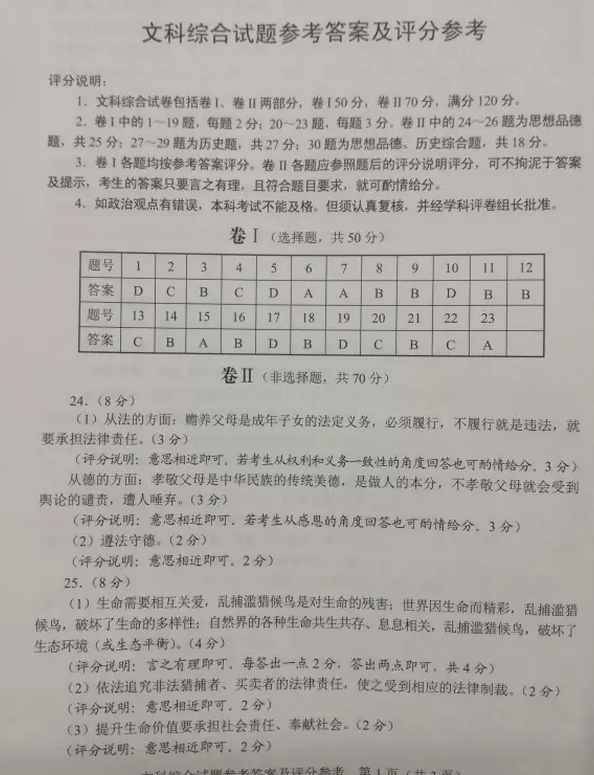 文科综合试题参考答案及评分参考
评分说明:
1. 文科综合试卷包括卷Ⅰ、卷Ⅱ两部分,卷Ⅰ50分,卷Ⅱ70分,满分120分。
2. 卷Ⅰ中的1～19题,每题2分;20～23题,每题3分。卷Ⅱ中的24～26题为思想品德
题,共25分;27～29题为历史题,共27分;30题为思想品德、历史综合题,共18分。
3. 卷Ⅰ各题均按参考答案评分。卷Ⅱ各题应参照题后的评分说明评分,可不拘泥于答案
及提示,考生的答案只要言之有理,且符合题目要求,就可酌情给分。
4. 如政治观点有错误,本科考试不能及格。但须认真复核,并经学科评卷组长批准。
卷Ⅰ(选择题,共50分)
题号 1 2 3 4 5 6 7 8 9 10 11 12
答案 D C B C D A A B B D B B
题号 13 14 15 16 17 18 19 20 21 22 23
答案 C B A B D B D C B C A
卷Ⅱ(非选择题,共70分)
24.(8分)
(1)从法的方面:赡养父母是成年子女的法定义务,必须履行,不履行就是违法,就
要承担法律责任。(3分)
(评分说明:意思相近即可。若考生从权利和义务一致性的角度回答也可酌情给分。3分)
从德的方面:孝敬父母是中华民族的传统美德,是做人的本分,不孝敬父母就会受到
舆论的谴责,遭人唾弃。(3分)
(评分说明:意思相近即可。若考生从感恩的角度回答也可酌情给分。3分)
(2)遵法守德。(2分)
(评分说明:意思相近即可。2分)
25.(8分)
(1)生命需要相互关爱,乱捕滥猎候鸟是对生命的残害;世界因生命而精彩,乱捕滥猎
候鸟,破坏了生命的多样性;自然界的各种生命共生共存、息息相关,乱捕滥猎候鸟,破坏了
生态环境(或生态平衡)。(4分)
(评分说明:言之有理即可。每答出一点2分,答出两点即可。共4分)
(2)依法追究非法猎捕者、买卖者的法律责任,使之受到相应的法律制裁。(2分)
(评分说明:意思相近即可。2分)
(3)提升生命价值要承担社会责任、奉献社会。(2分)
(评分说明:意思相近即可。2分)
文科综合试题参考答案及评分参考 第1页(共3页)